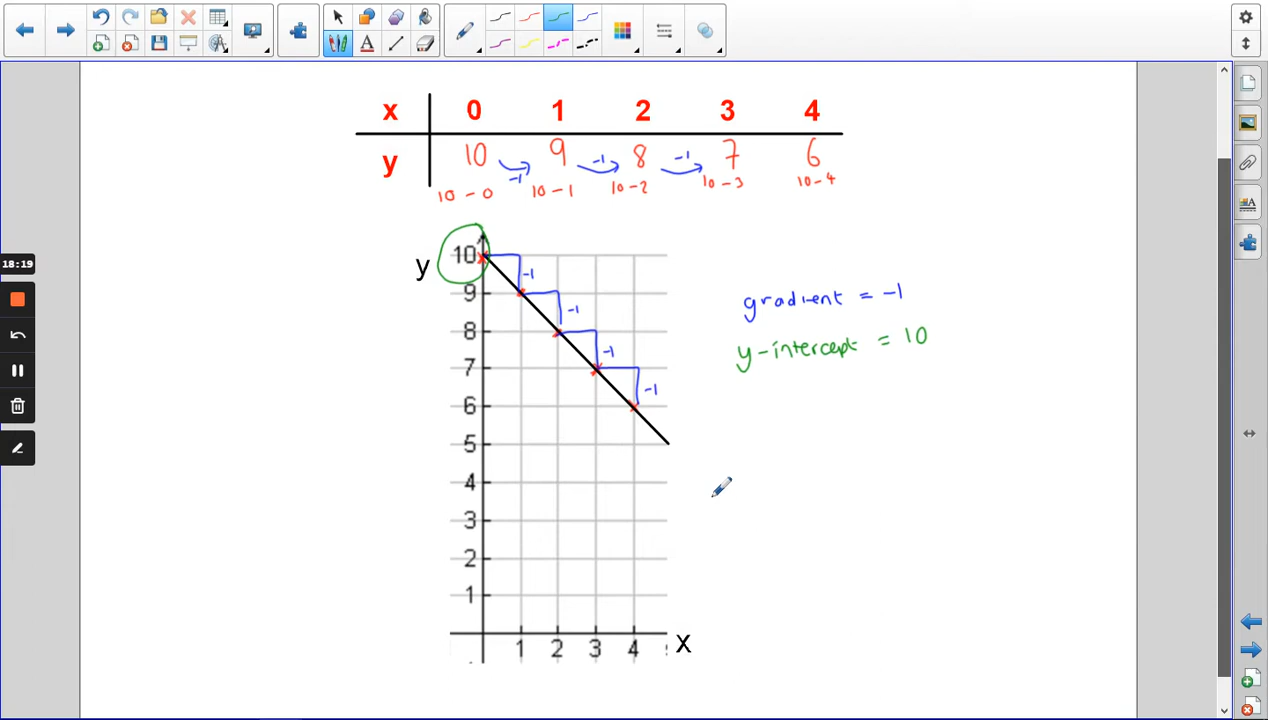 x 0 1 2 3 4
y 10 9 8 7 6
-1 -1 -1
10 - 0 10 - 1 10 - 2 10 - 3 10 - 4
y
10
9
8
7
6
5
4
3
2
1
-1
-1
-1
-1
1 2 3 4
x
gradient = -1
y-intercept = 10
18:19